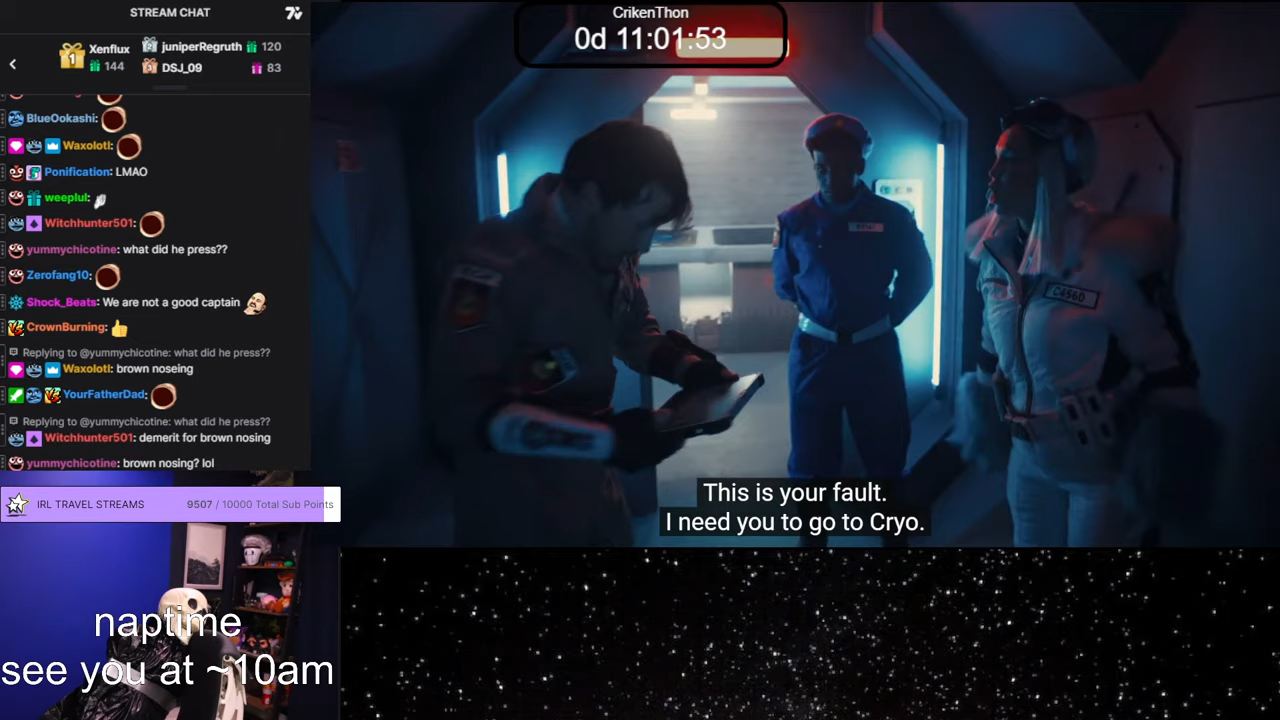 STREAM CHAT
Xenflux
144
juniperRegruth 120
DSJ_09 83
BlueOokashi:
Waxolotl:
Ponification: LMAO
weeplul:
Witchhunter501:
yummychicotine: what did he press??
Zerofang10:
Shock_Beats: We are not a good captain
CrownBurning:
Replying to @yummychicotine: what did he press??
Waxolotl: brown noseing
YourFatherDad:
Replying to @yummychicotine: what did he press??
Witchhunter501: demerit for brown nosing
yummychicotine: brown nosing? lol
IRL TRAVEL STREAMS 9507 / 10000 Total Sub Points
naptime
see you at ~10am
CrikenThon
0d 11:01:53
C4560
This is your fault.
I need you to go to Cryo.